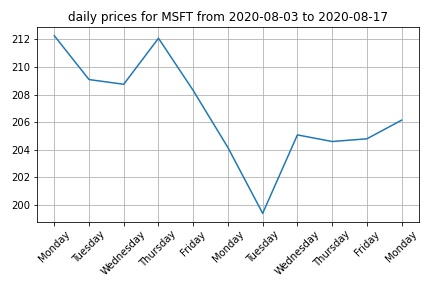 daily prices for MSFT from 2020-08-03 to 2020-08-17
212
210
208
206
204
202
200
Monday
Tuesday
Wednesday
Thursday
Friday
Monday
Tuesday
Wednesday
Thursday
Friday
Monday